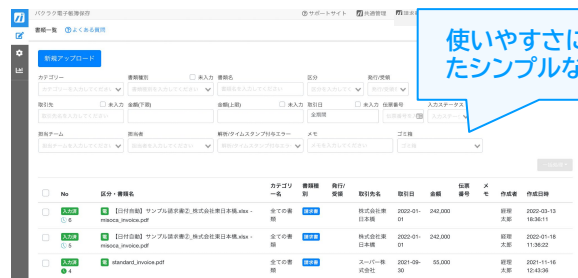 バクラク電子帳簿保存
サポートサイト 共通管理
書類一覧 よくある質問
使いやすさに
たシンプルな
新規アップロード
カテゴリー 書類種別 未入力 書類名 区分 発行/受領
取引先 未入力 金額(下限) 金額(上限) 未入力 取引日 未入力 伝票番号 入力ステータス
全期間
担当チーム 担当者 解析/タイムスタンプ付与エラー メモ ゴミ箱
No 区分・書類名 カテゴリー名 書類種別 発行/受領 取引先名 取引日 金額 伝票番号 メモ 作成者 作成日時
入力済 6 【日付自動】サンプル請求書②_株式会社東日本橋.xlsx - misoca_invoice.pdf 全ての書類 請求書 株式会社東日本橋 2022-01-01 242,000 経理太郎 2022-03-13 18:36:11
入力済 5 【日付自動】サンプル請求書②_株式会社東日本橋.xlsx - misoca_invoice.pdf 全ての書類 請求書 株式会社東日本橋 2022-01-01 242,000 経理太郎 2022-01-18 11:38:22
入力済 4 standard_invoice.pdf 全ての書類 請求書 スーパー株式会社 2021-09-30 55,000 経理太郎 2021-11-16 12:43:36